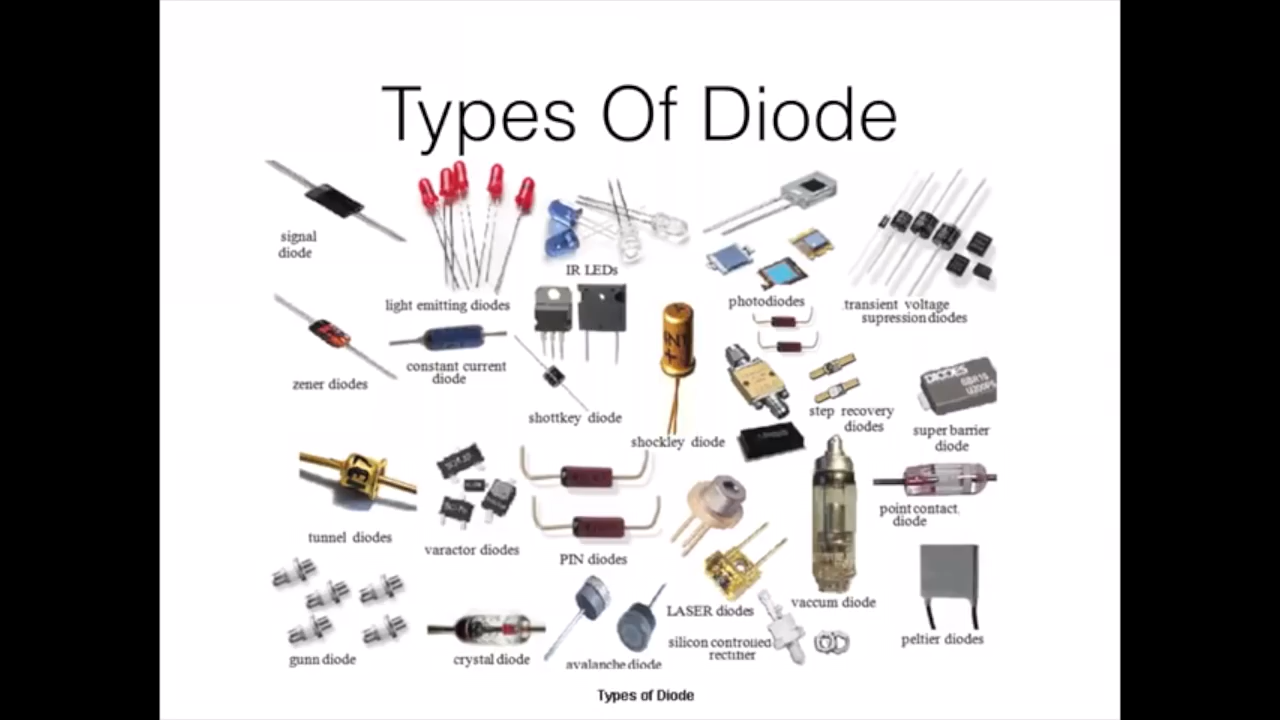 Types Of Diode
signal
diode
light emitting diodes
IR LEDs
photodiodes
transient voltage
supression diodes
zener diodes
constant current
diode
shottkey diode
NT
+
shockley diode
step recovery
diodes
DIODES
super barrier
diode
137
tunnel diodes
varactor diodes
PIN diodes
LASER diodes
vaccum diode
point contact
diode
peltier diodes
gunn diode
crystal diode
avalanche diode
silicon controlled
rectifier
Types of Diode